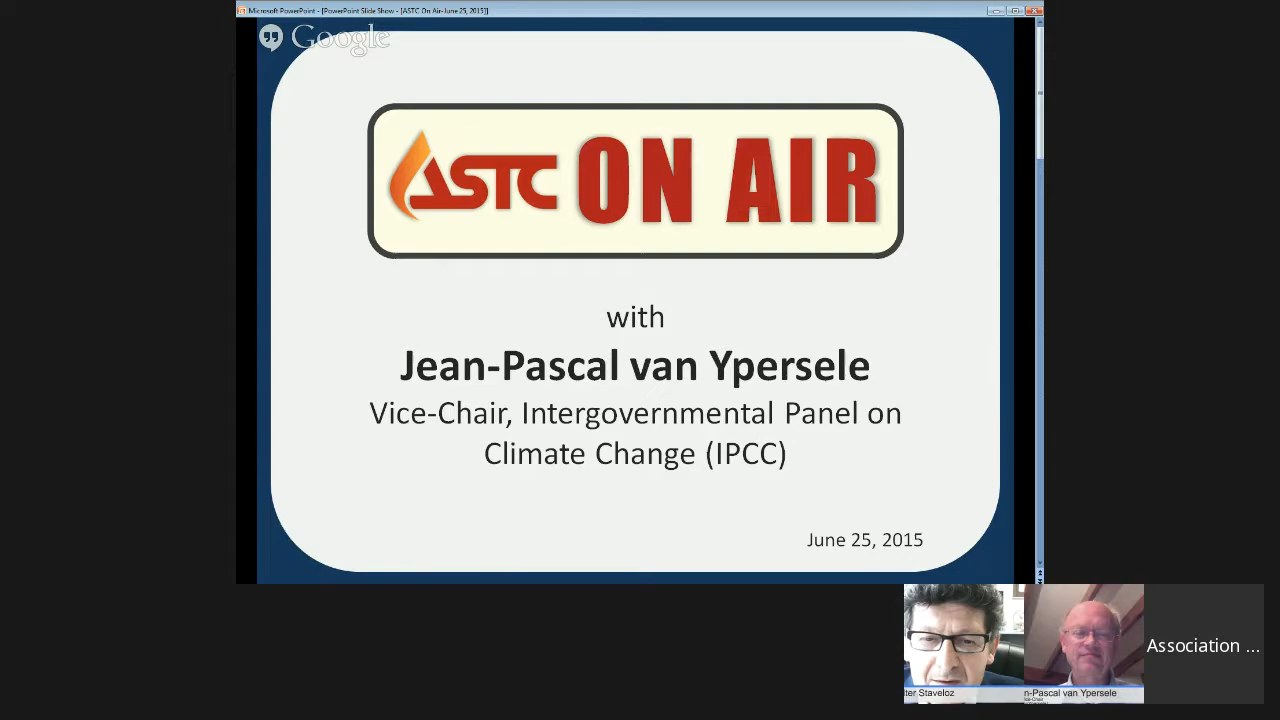 Microsoft PowerPoint - [PowerPoint Slide Show - [ASTC On Air-June 25, 2015]]
Google
ASTC ON AIR
with
Jean-Pascal van Ypersele
Vice-Chair, Intergovernmental Panel on
Climate Change (IPCC)
June 25, 2015
Association ...
lter Staveloz
n-Pascal van Ypersele